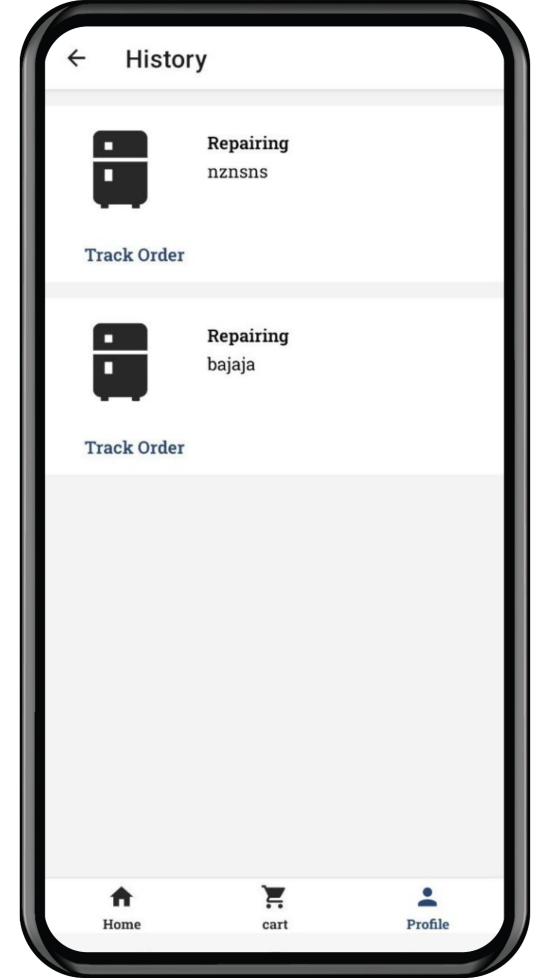 History
Repairing
nznsns
Track Order
Repairing
bajaja
Track Order
Home
cart
Profile